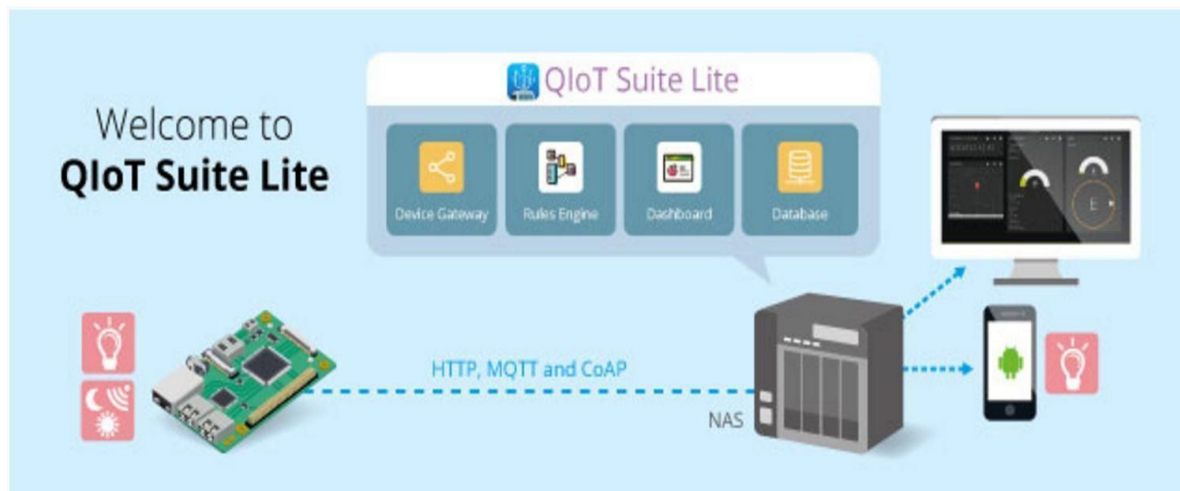 Welcome to
QIoT Suite Lite
QIoT Suite Lite
Device Gateway
Rules Engine
Dashboard
Database
HTTP, MQTT and CoAP
NAS
E